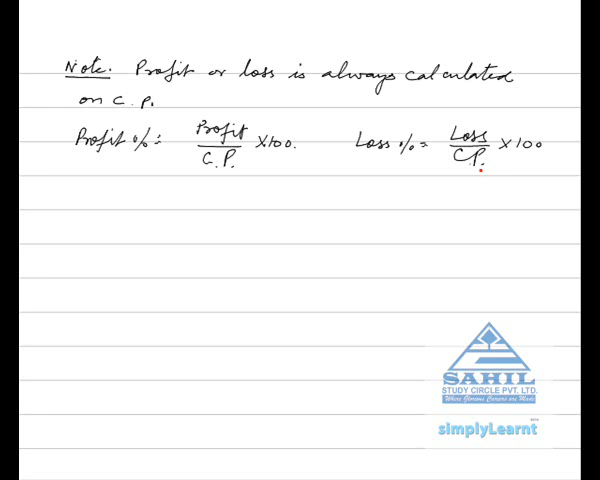 Note. Profit or loss is always calculated
on C.P.
Profit % = Profit/C.P. ×100. Loss % = Loss/CP. ×100
SAHIL
STUDY CIRCLE PVT. LTD.
Where Glorious Careers are Made
simplyLearnt